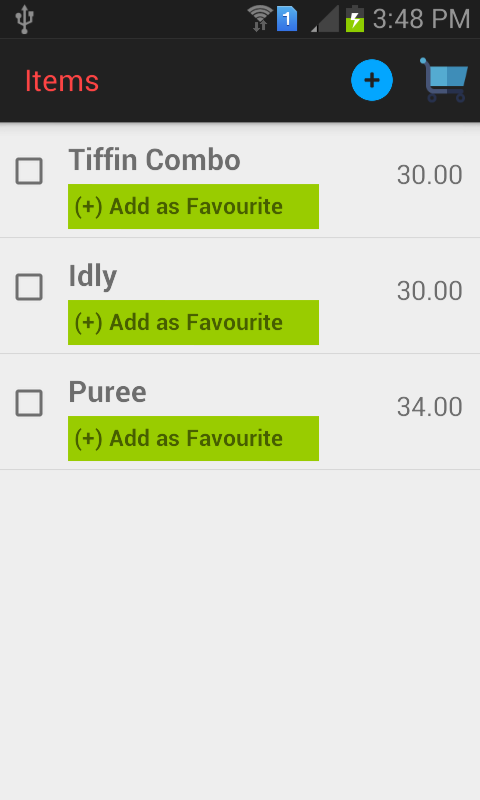 1 3:48 PM
Items +
Tiffin Combo
30.00
(+) Add as Favourite
Idly
30.00
(+) Add as Favourite
Puree
34.00
(+) Add as Favourite